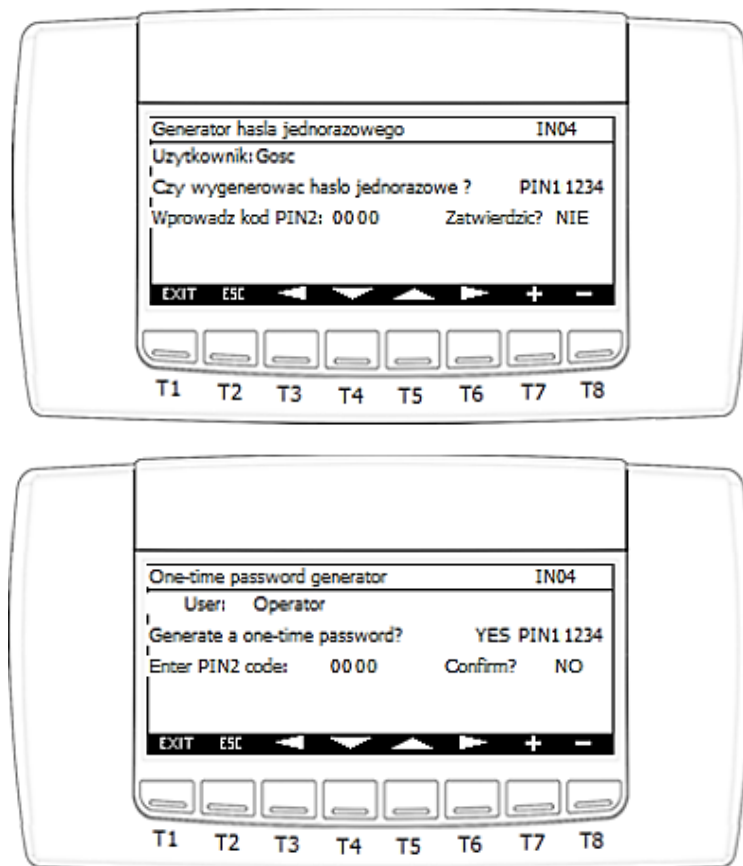 Generator hasla jednorazowego IN04
Uzytkownik: Gosc
Czy wygenerowac haslo jednorazowe ? PIN1 1234
Wprowadz kod PIN2: 0000 Zatwierdzic? NIE
EXIT ESC + -
T1 T2 T3 T4 T5 T6 T7 T8
One-time password generator IN04
User: Operator
Generate a one-time password? YES PIN1 1234
Enter PIN2 code: 0000 Confirm? NO
EXIT ESC + -
T1 T2 T3 T4 T5 T6 T7 T8